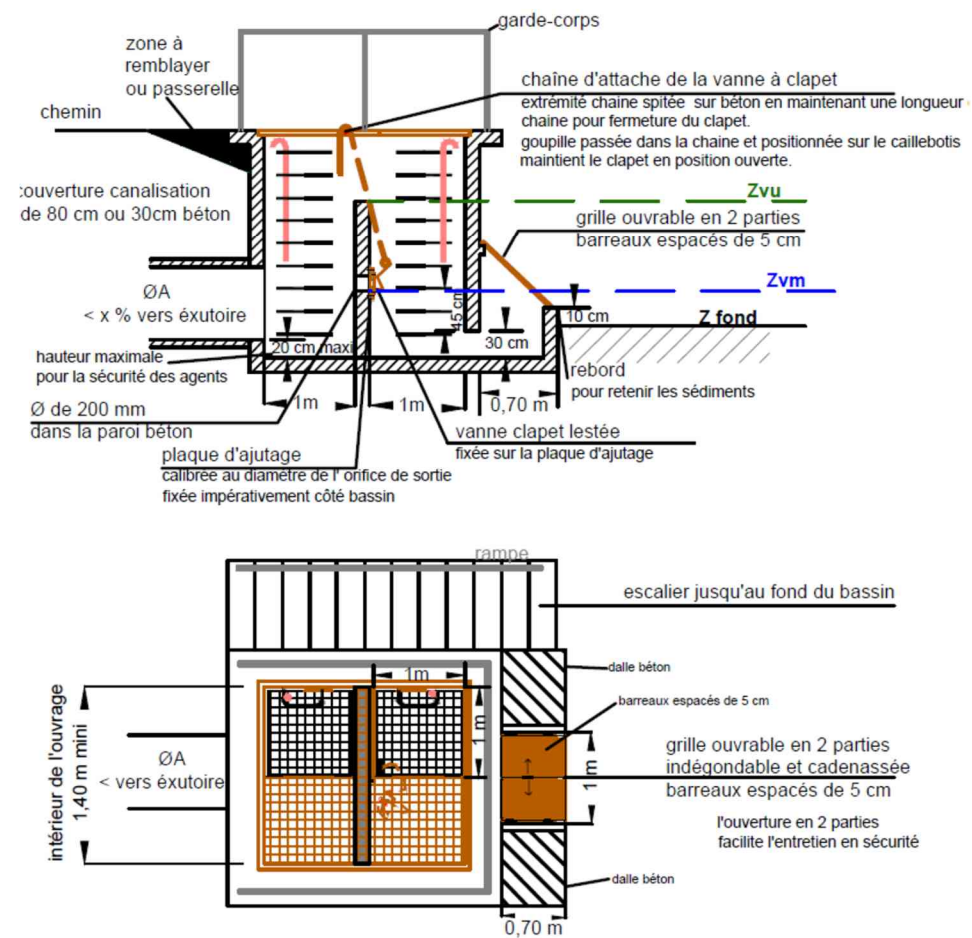 garde-corps
zone à
remblayer
ou passerelle
chemin
chaîne d'attache de la vanne à clapet
extrémité chaine spitée sur béton en maintenant une longueur
chaine pour fermeture du clapet.
goupille passée dans la chaine et positionnée sur le caillebotis
maintient le clapet en position ouverte.
couverture canalisation
de 80 cm ou 30cm béton
Zvu
grille ouvrable en 2 parties
barreaux espacés de 5 cm
Zvm
ØA
< x % vers éxutoire
45 cm
10 cm
Z fond
20 cm maxi
30 cm
hauteur maximale
pour la sécurité des agents
rebord
pour retenir les sédiments
1m
1m
0,70 m
Ø de 200 mm
dans la paroi béton
vanne clapet lestée
fixée sur la plaque d'ajutage
plaque d'ajutage
calibrée au diamétre de l' orifice de sortie
fixée impérativement côté bassin
rampe
escalier jusqu'au fond du bassin
1m
dalle béton
barreaux espacés de 5 cm
intérieur de l'ouvrage
1,40 m mini
1 m
ØA
< vers éxutoire
1m
grille ouvrable en 2 parties
indégondable et cadenassée
barreaux espacés de 5 cm
l'ouverture en 2 parties
facilite l'entretien en sécurité
dalle béton
0,70 m